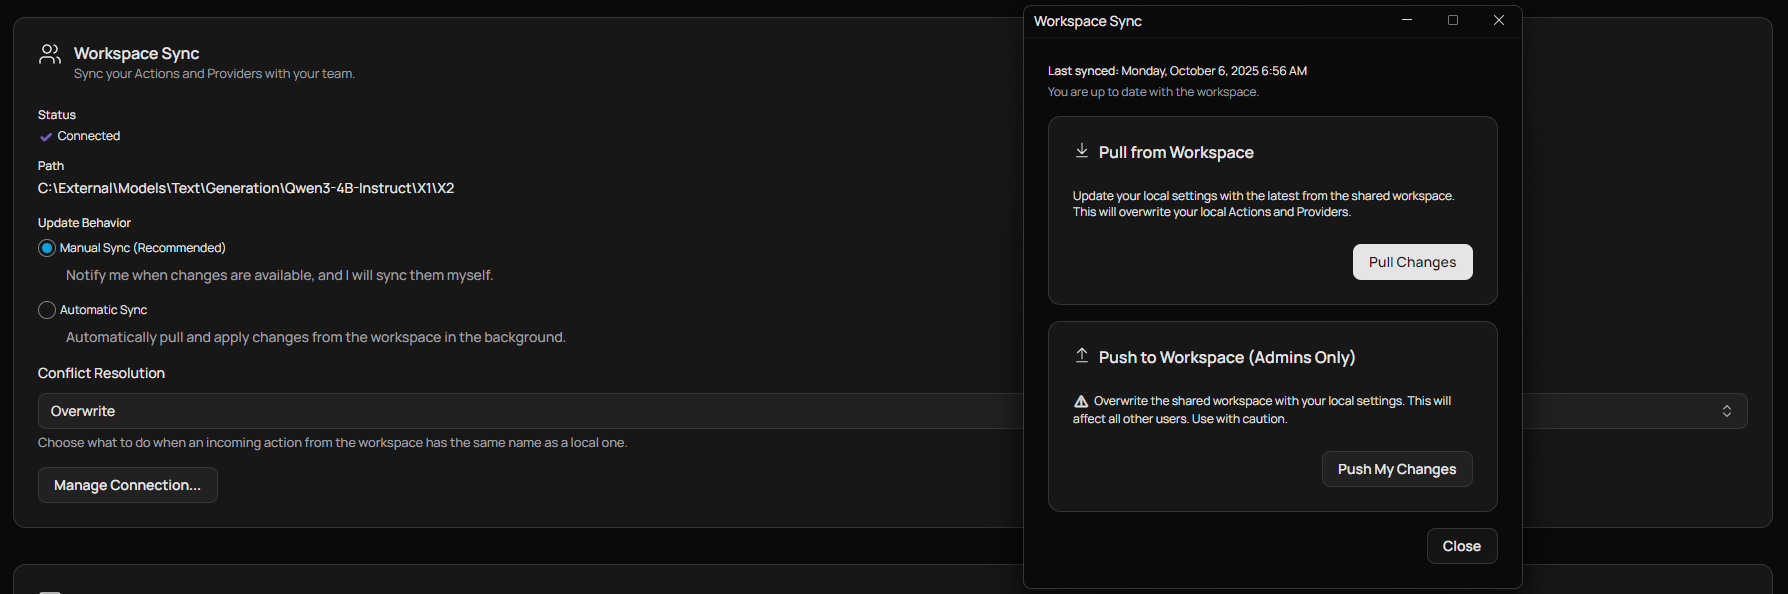 Workspace Sync
Sync your Actions and Providers with your team.
Status
Connected
Path
C:\External\Models\Text\Generation\Qwen3-4B-Instruct\X1\X2
Update Behavior
Manual Sync (Recommended)
Notify me when changes are available, and I will sync them myself.
Automatic Sync
Automatically pull and apply changes from the workspace in the background.
Conflict Resolution
Overwrite
Choose what to do when an incoming action from the workspace has the same name as a local one.
Manage Connection...
Workspace Sync
Last synced: Monday, October 6, 2025 6:56 AM
You are up to date with the workspace.
Pull from Workspace
Update your local settings with the latest from the shared workspace.
This will overwrite your local Actions and Providers.
Pull Changes
Push to Workspace (Admins Only)
Overwrite the shared workspace with your local settings. This will
affect all other users. Use with caution.
Push My Changes
Close